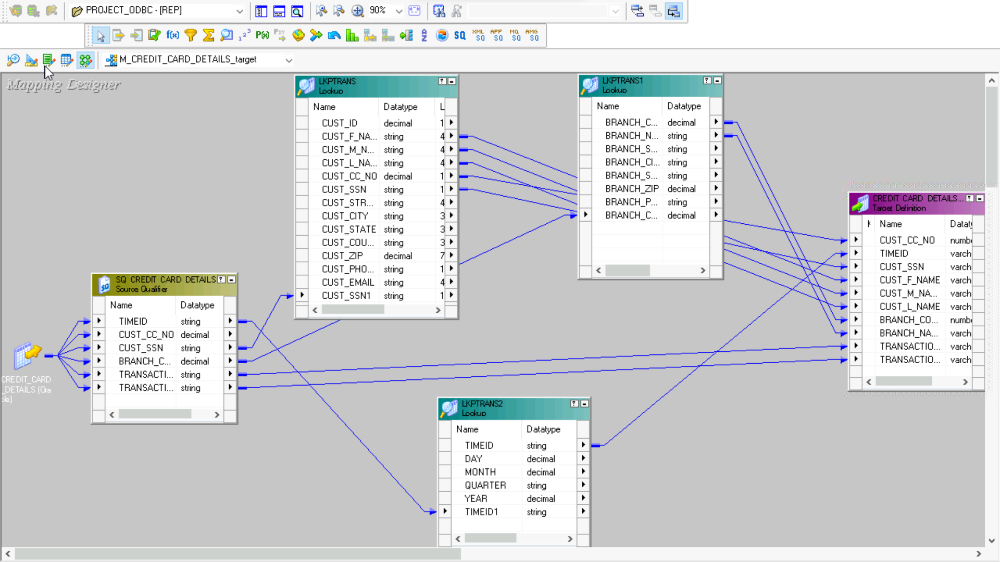 PROJECT_ODBC - [REP]
90%
f(x)
P(x)
SQ
XML SQ
APP SQ
MQ SQ
AMG SQ
M_CREDIT_CARD_DETAILS_target
Mapping Designer
LKPTRANS
Lookup
Name Datatype L
CUST_ID decimal 1
CUST_F_NA... string 4
CUST_M_N... string 4
CUST_L_NA... string 4
CUST_CC_NO decimal 1
CUST_SSN string 1
CUST_STR... string 4
CUST_CITY string 3
CUST_STATE string 3
CUST_COU... string 3
CUST_ZIP decimal 7
CUST_PHO... string 1
CUST_EMAIL string 4
CUST_SSN1 string 1
LKPTRANS1
Lookup
Name Datatype
BRANCH_C... decimal
BRANCH_N... string
BRANCH_S... string
BRANCH_CI... string
BRANCH_S... string
BRANCH_ZIP decimal
BRANCH_P... string
BRANCH_C... decimal
CREDIT_CARD_DETAILS...
Target Definition
K Name Datat
CUST_CC_NO numb
TIMEID varch
CUST_SSN varch
CUST_F_NAME varch
CUST_M_NA... varch
CUST_L_NAME varch
BRANCH_CO... numb
BRANCH_NA... varch
TRANSACTIO... varch
TRANSACTIO... varch
SQ_CREDIT_CARD_DETAILS
Source Qualifier
Name Datatype
TIMEID string
CUST_CC_NO decimal
CUST_SSN string
BRANCH_C... decimal
TRANSACTI... string
TRANSACTI... string
CREDIT_CARD
_DETAILS (Ora
cle)
LKPTRANS2
Lookup
Name Datatype
TIMEID string
DAY decimal
MONTH decimal
QUARTER string
YEAR decimal
TIMEID1 string